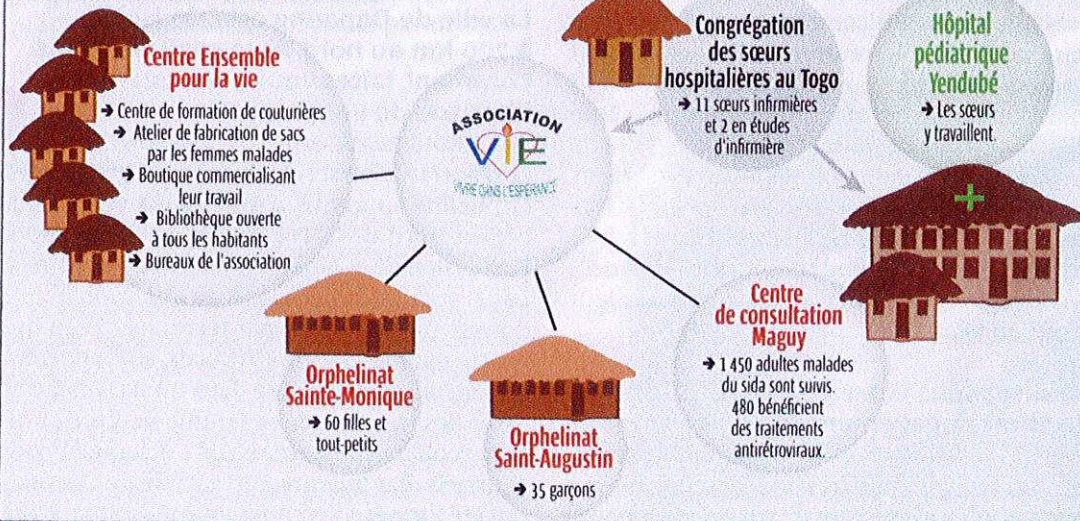 Centre Ensemble
pour la vie
→ Centre de formation de couturières
→ Atelier de fabrication de sacs
par les femmes malades
→ Boutique commercialisant
leur travail
→ Bibliothèque ouverte
à tous les habitants
→ Bureaux de l'association
ASSOCIATION
VIE
VIVRE DANS L'ESPÉRANCE
Congrégation
des sœurs
hospitalières au Togo
→ 11 sœurs infirmières
et 2 en études
d'infirmière
Hôpital
pédiatrique
Yendubé
→ Les sœurs
y travaillent.
Orphelinat
Sainte-Monique
→ 60 filles et
tout-petits
Orphelinat
Saint-Augustin
→ 35 garçons
Centre
de consultation
Maguy
→ 1 450 adultes malades
du sida sont suivis.
480 bénéficient
des traitements
antirétroviraux.